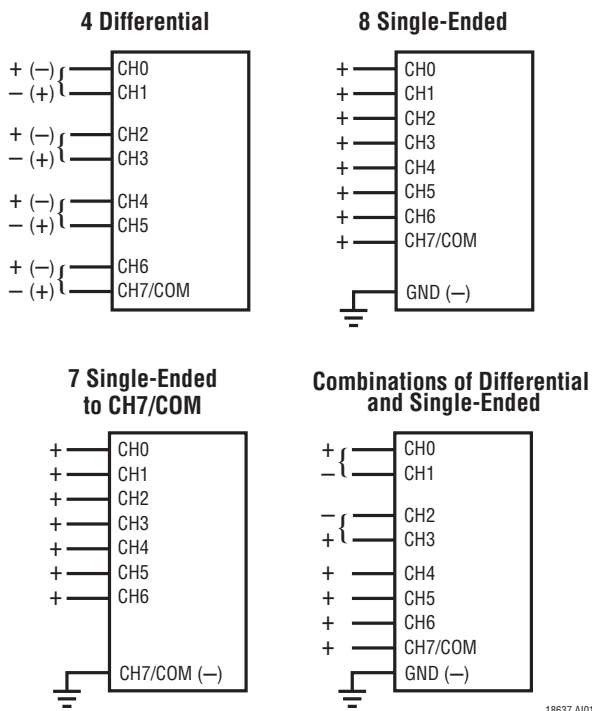 4 Differential
+ (–) { CH0
– (+) CH1
+ (–) { CH2
– (+) CH3
+ (–) { CH4
– (+) CH5
+ (–) { CH6
– (+) CH7/COM
8 Single-Ended
+ CH0
+ CH1
+ CH2
+ CH3
+ CH4
+ CH5
+ CH6
+ CH7/COM
GND (–)
7 Single-Ended
to CH7/COM
+ CH0
+ CH1
+ CH2
+ CH3
+ CH4
+ CH5
+ CH6
CH7/COM (–)
Combinations of Differential
and Single-Ended
+ { CH0
– CH1
– { CH2
+ CH3
+ CH4
+ CH5
+ CH6
+ CH7/COM
GND (–)
18637 AI01